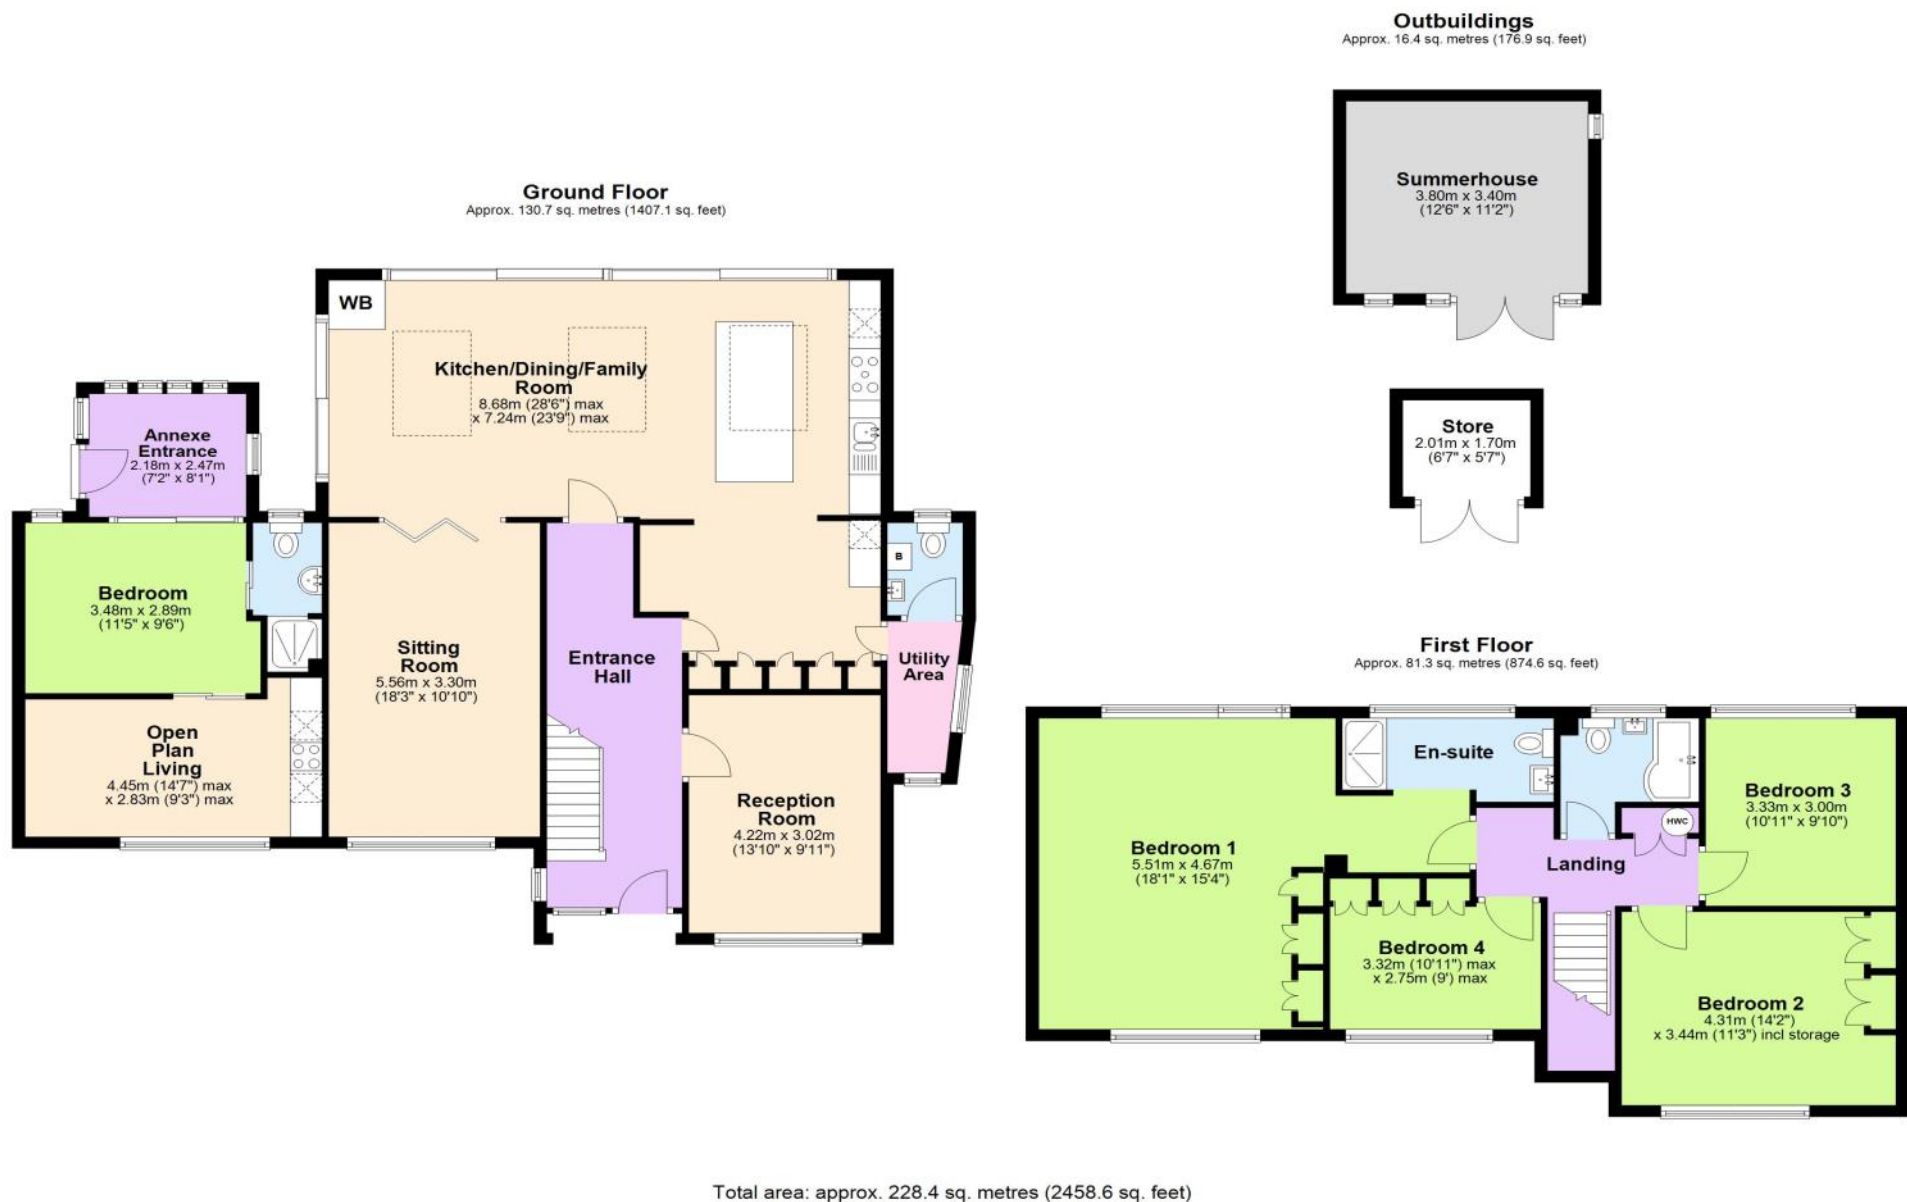 Outbuildings
Approx. 16.4 sq. metres (176.9 sq. feet)
Summerhouse
3.80m x 3.40m
(12'6" x 11'2")
Store
2.01m x 1.70m
(6'7" x 5'7")
Ground Floor
Approx. 130.7 sq. metres (1407.1 sq. feet)
WB
Kitchen/Dining/Family
Room
8.68m (28'6") max
x 7.24m (23'9") max
Annexe
Entrance
2.18m x 2.47m
(7'2" x 8'1")
Bedroom
3.48m x 2.89m
(11'5" x 9'6")
Sitting
Room
5.56m x 3.30m
(18'3" x 10'10")
Entrance
Hall
B
Utility
Area
Open
Plan
Living
4.45m (14'7") max
x 2.83m (9'3") max
Reception
Room
4.22m x 3.02m
(13'10" x 9'11")
First Floor
Approx. 81.3 sq. metres (874.6 sq. feet)
En-suite
Bedroom 3
3.33m x 3.00m
(10'11" x 9'10")
HWC
Bedroom 1
5.51m x 4.67m
(18'1" x 15'4")
Landing
Bedroom 4
3.32m (10'11") max
x 2.75m (9') max
Bedroom 2
4.31m (14'2")
x 3.44m (11'3") incl storage
Total area: approx. 228.4 sq. metres (2458.6 sq. feet)